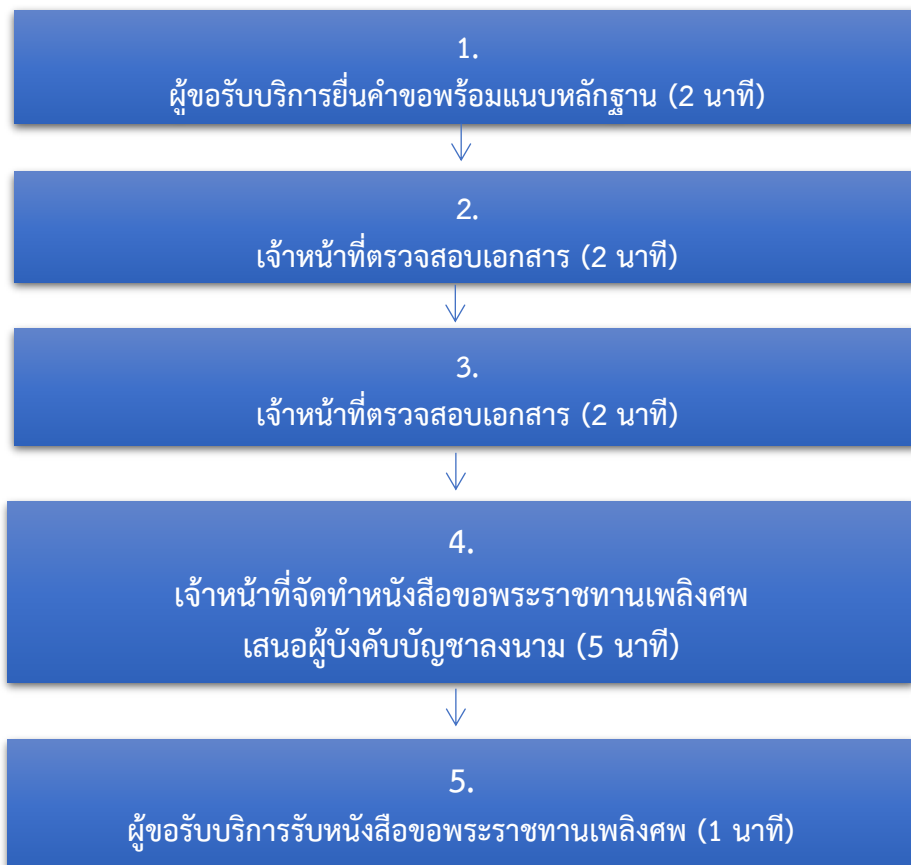 1.
ผู้ขอรับบริการยื่นคำขอพร้อมแนบหลักฐาน (2 นาที)
2.
เจ้าหน้าที่ตรวจสอบเอกสาร (2 นาที)
3.
เจ้าหน้าที่ตรวจสอบเอกสาร (2 นาที)
4.
เจ้าหน้าที่จัดทำหนังสือขอพระราชทานเพลิงศพ
เสนอผู้บังคับบัญชาลงนาม (5 นาที)
5.
ผู้ขอรับบริการรับหนังสือขอพระราชทานเพลิงศพ (1 นาที)